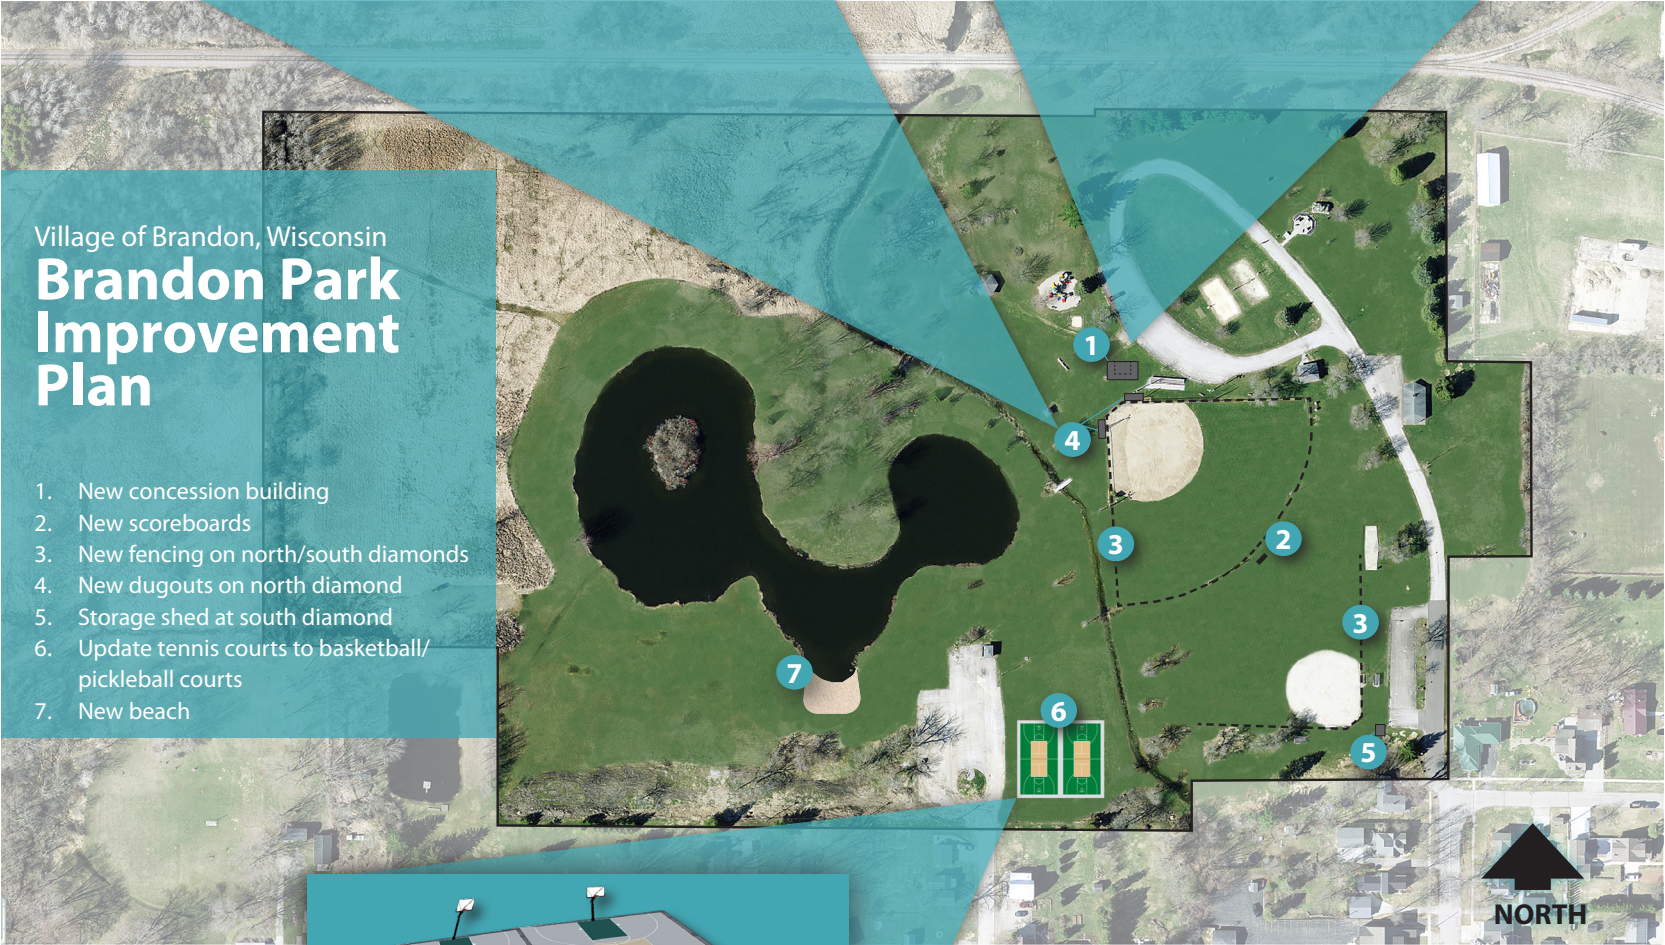 Village of Brandon, Wisconsin
Brandon Park
Improvement
Plan
1. New concession building
2. New scoreboards
3. New fencing on north/south diamonds
4. New dugouts on north diamond
5. Storage shed at south diamond
6. Update tennis courts to basketball/
pickleball courts
7. New beach
1
4
3
2
3
7
6
5
NORTH